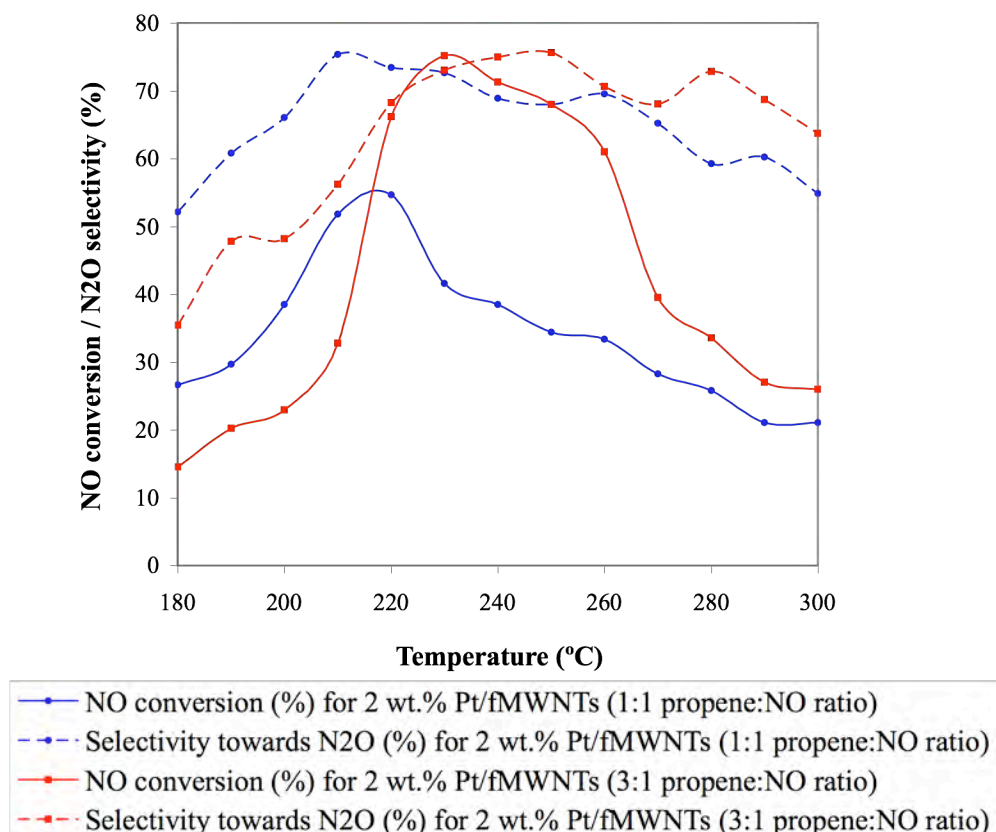 80
70
60
50
40
30
20
10
0
NO conversion / N2O selectivity (%)
180 200 220 240 260 280 300
Temperature (ºC)
NO conversion (%) for 2 wt.% Pt/fMWNTs (1:1 propene:NO ratio)
Selectivity towards N2O (%) for 2 wt.% Pt/fMWNTs (1:1 propene:NO ratio)
NO conversion (%) for 2 wt.% Pt/fMWNTs (3:1 propene:NO ratio)
Selectivity towards N2O (%) for 2 wt.% Pt/fMWNTs (3:1 propene:NO ratio)